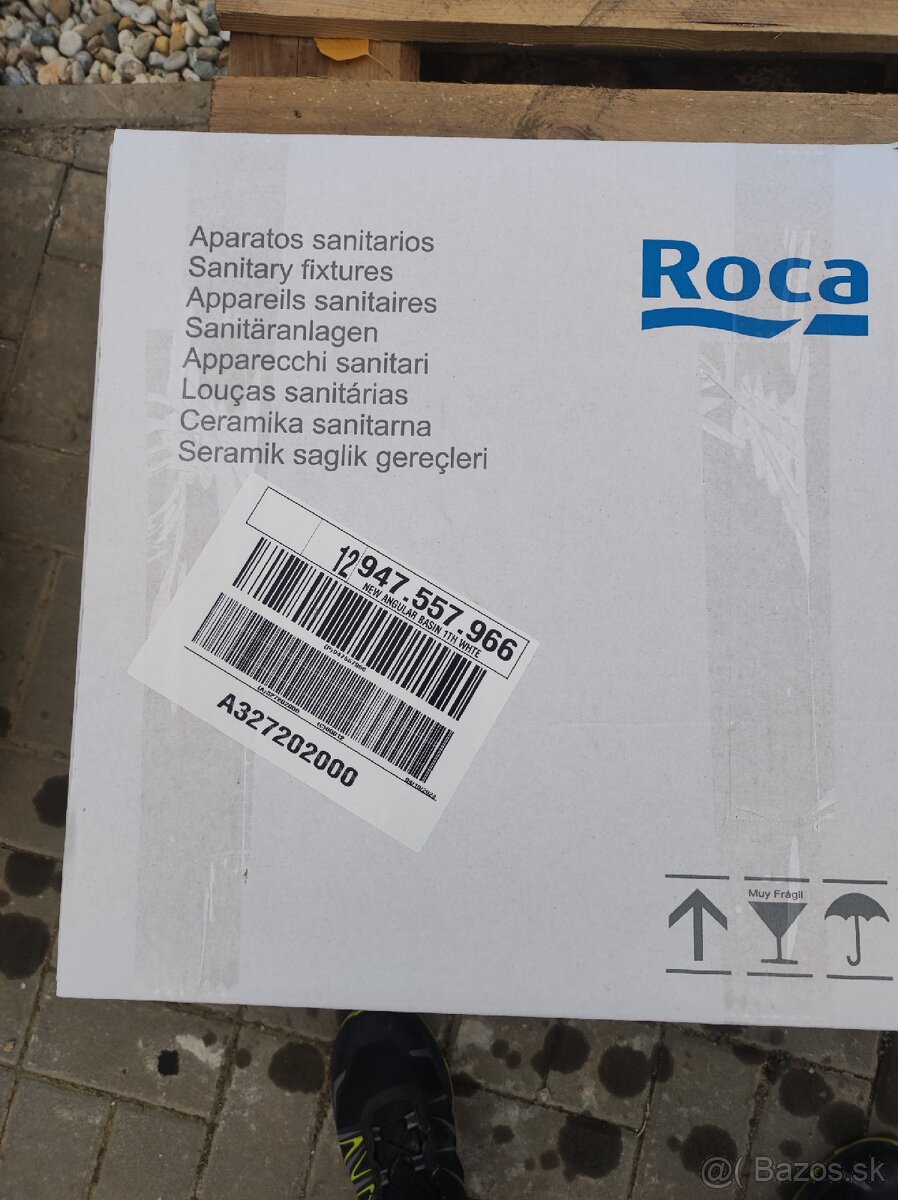 Aparatos sanitarios
Sanitary fixtures
Appareils sanitaires
Sanitäranlagen
Apparecchi sanitari
Louças sanitárias
Ceramika sanitarna
Seramik saglik gereçleri
Roca
12 947.557.966
NEW ANGULAR BASIN 1TH WHTE
A327202000
Muy Frágil
@( Bazos.sk